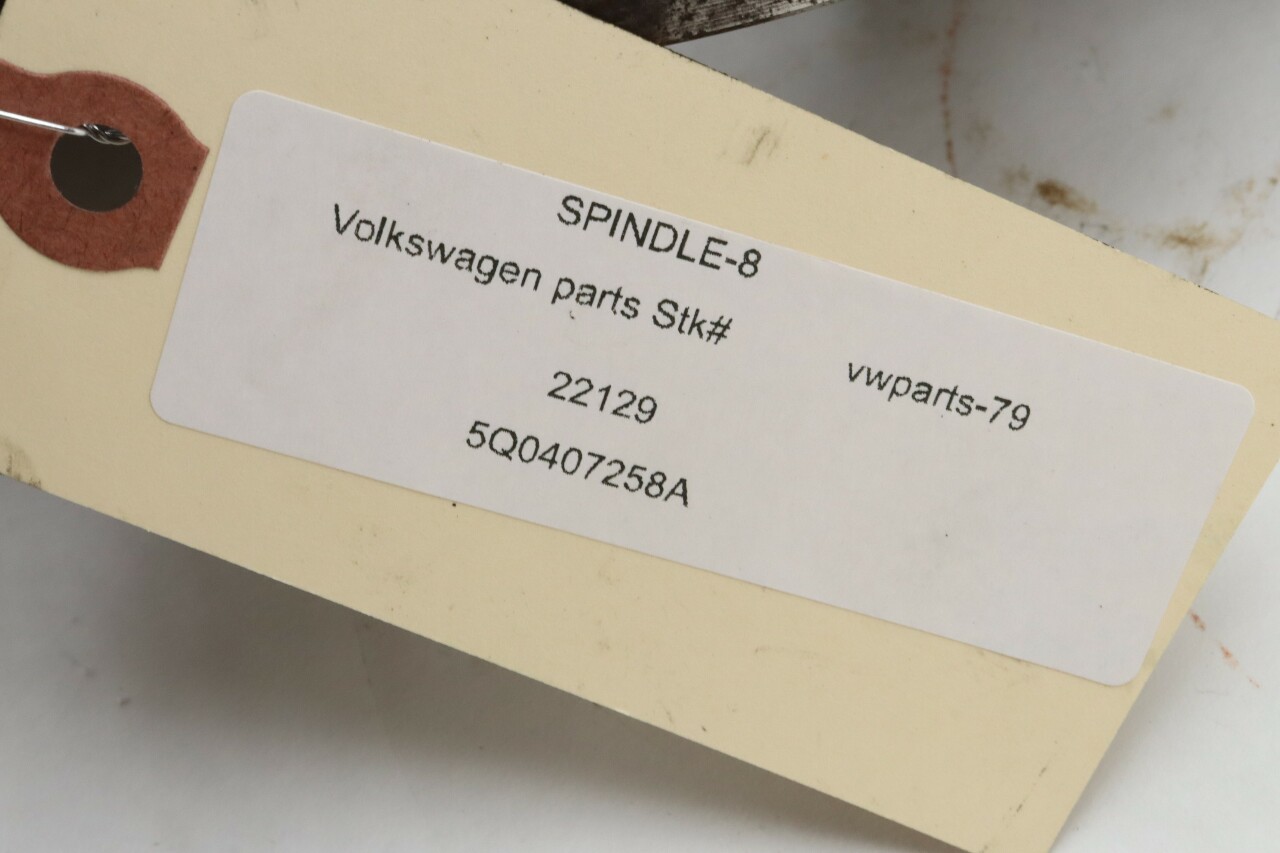 SPINDLE-8
Volkswagen parts Stk#
vwparts-79
22129
5Q0407258A